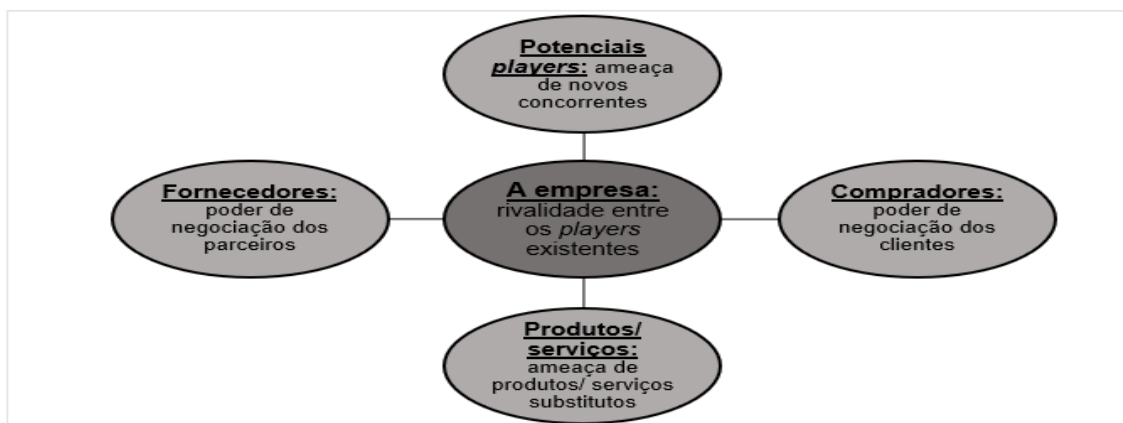 Potenciais
players: ameaça
de novos
concorrentes
Fornecedores:
poder de
negociação dos
parceiros
A empresa:
rivalidade entre
os players
existentes
Compradores:
poder de
negociação dos
clientes
Produtos/
serviços:
ameaça de
produtos/ serviços
substitutos